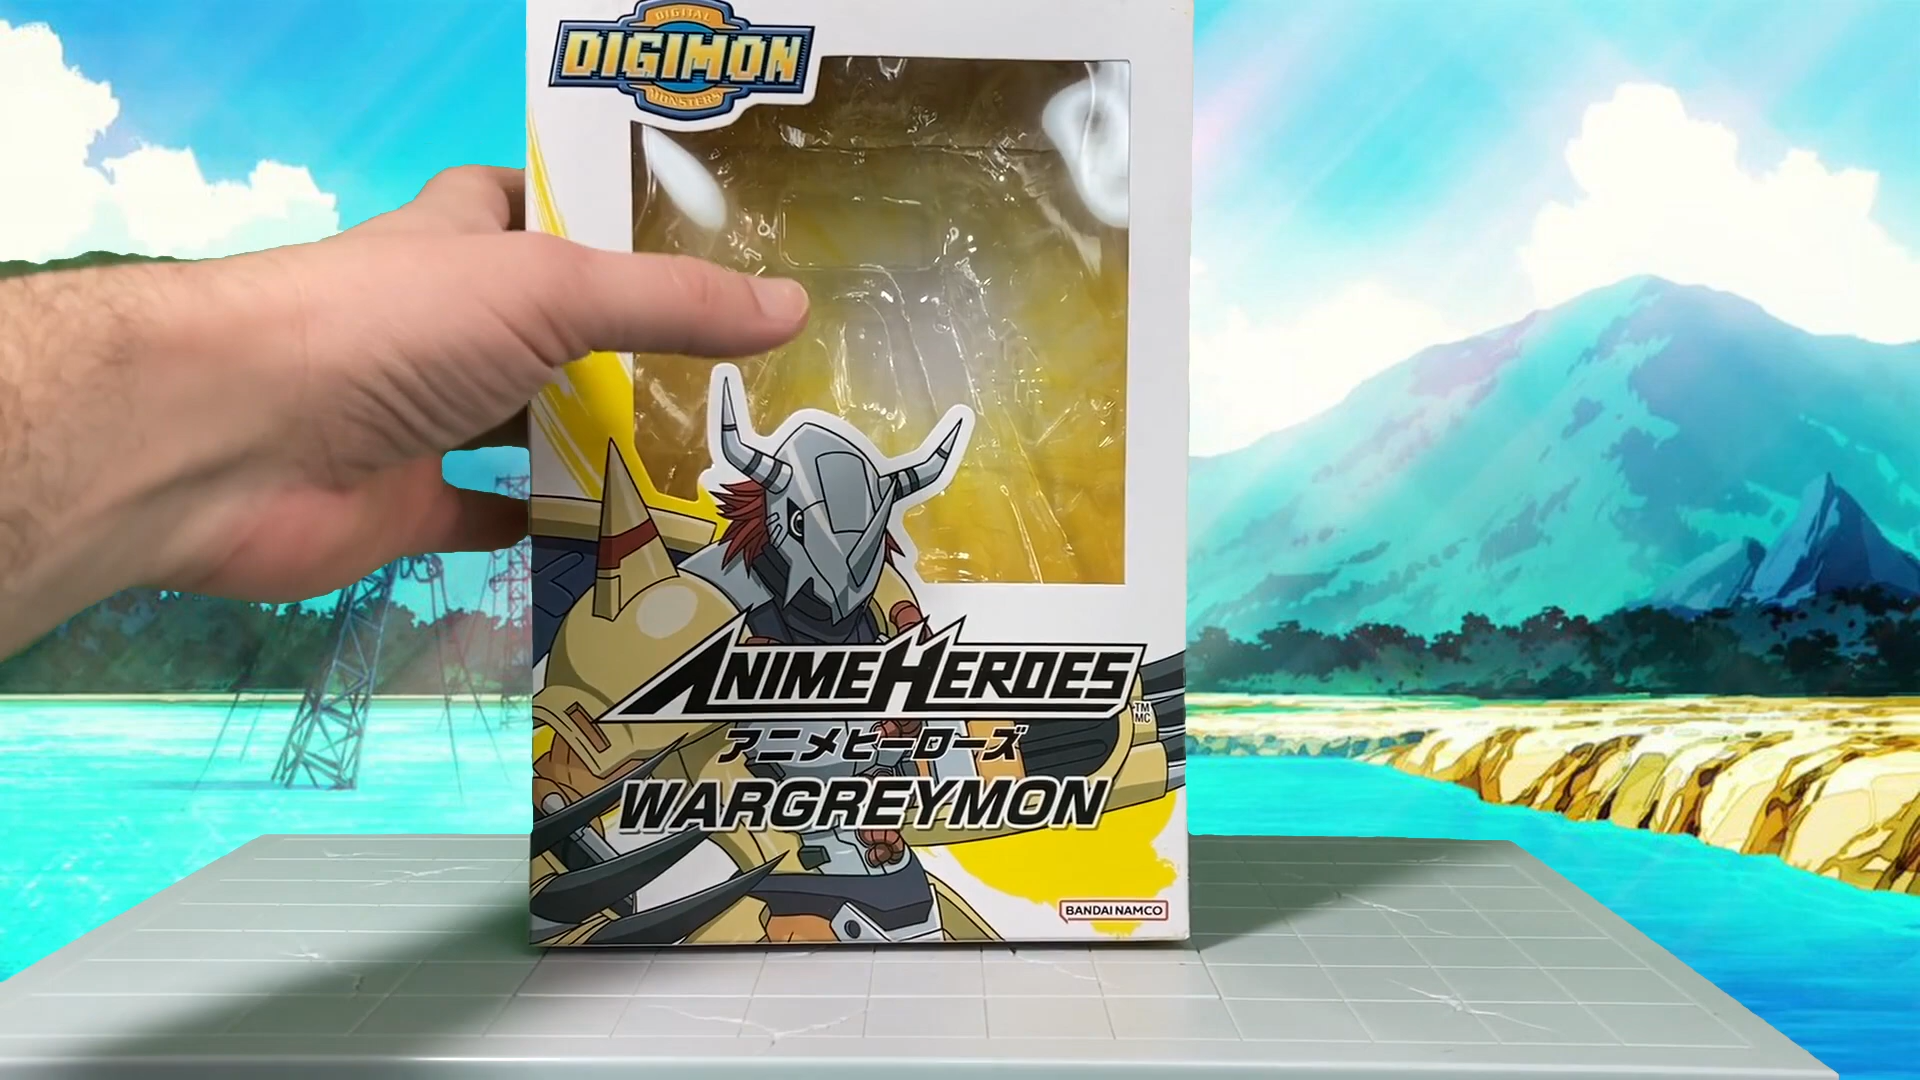 DIGITAL
DIGIMON
MONSTERS
ANIME HEROES
TM
MC
アニメヒーローズ
WARGREYMON
BANDAI NAMCO